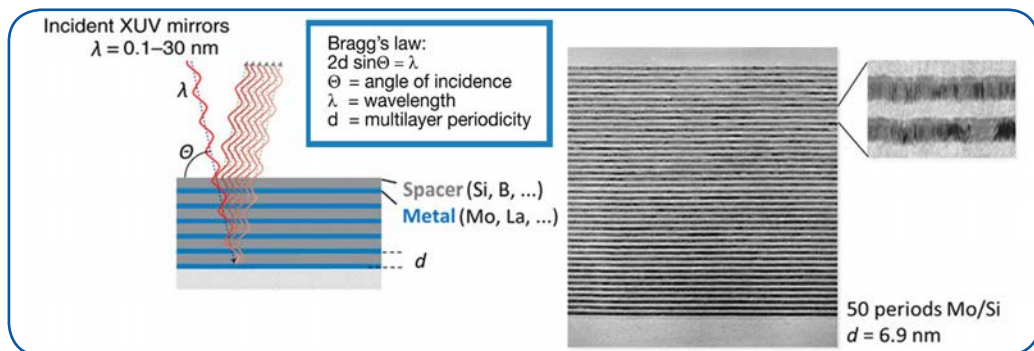 Incident XUV mirrors
λ = 0.1–30 nm
λ
Θ
Bragg's law:
2d sinΘ = λ
Θ = angle of incidence
λ = wavelength
d = multilayer periodicity
Spacer (Si, B, ...)
Metal (Mo, La, ...)
d
50 periods Mo/Si
d = 6.9 nm